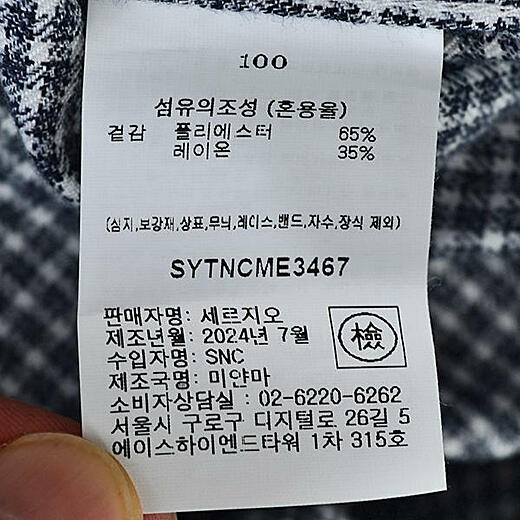 100
섬유의조성 (혼용율)
겉감 폴리에스터 65%
레이온 35%
(심지,보강재,상표,무늬,레이스,밴드,자수,장식 제외)
SYTNCME3467
판매자명: 세르지오
제조년월: 2024년 7월
수입자명: SNC
제조국명: 미얀마
檢
소비자상담실 : 02-6220-6262
서울시 구로구 디지털로 26길 5
에이스하이엔드타워 1차 315호